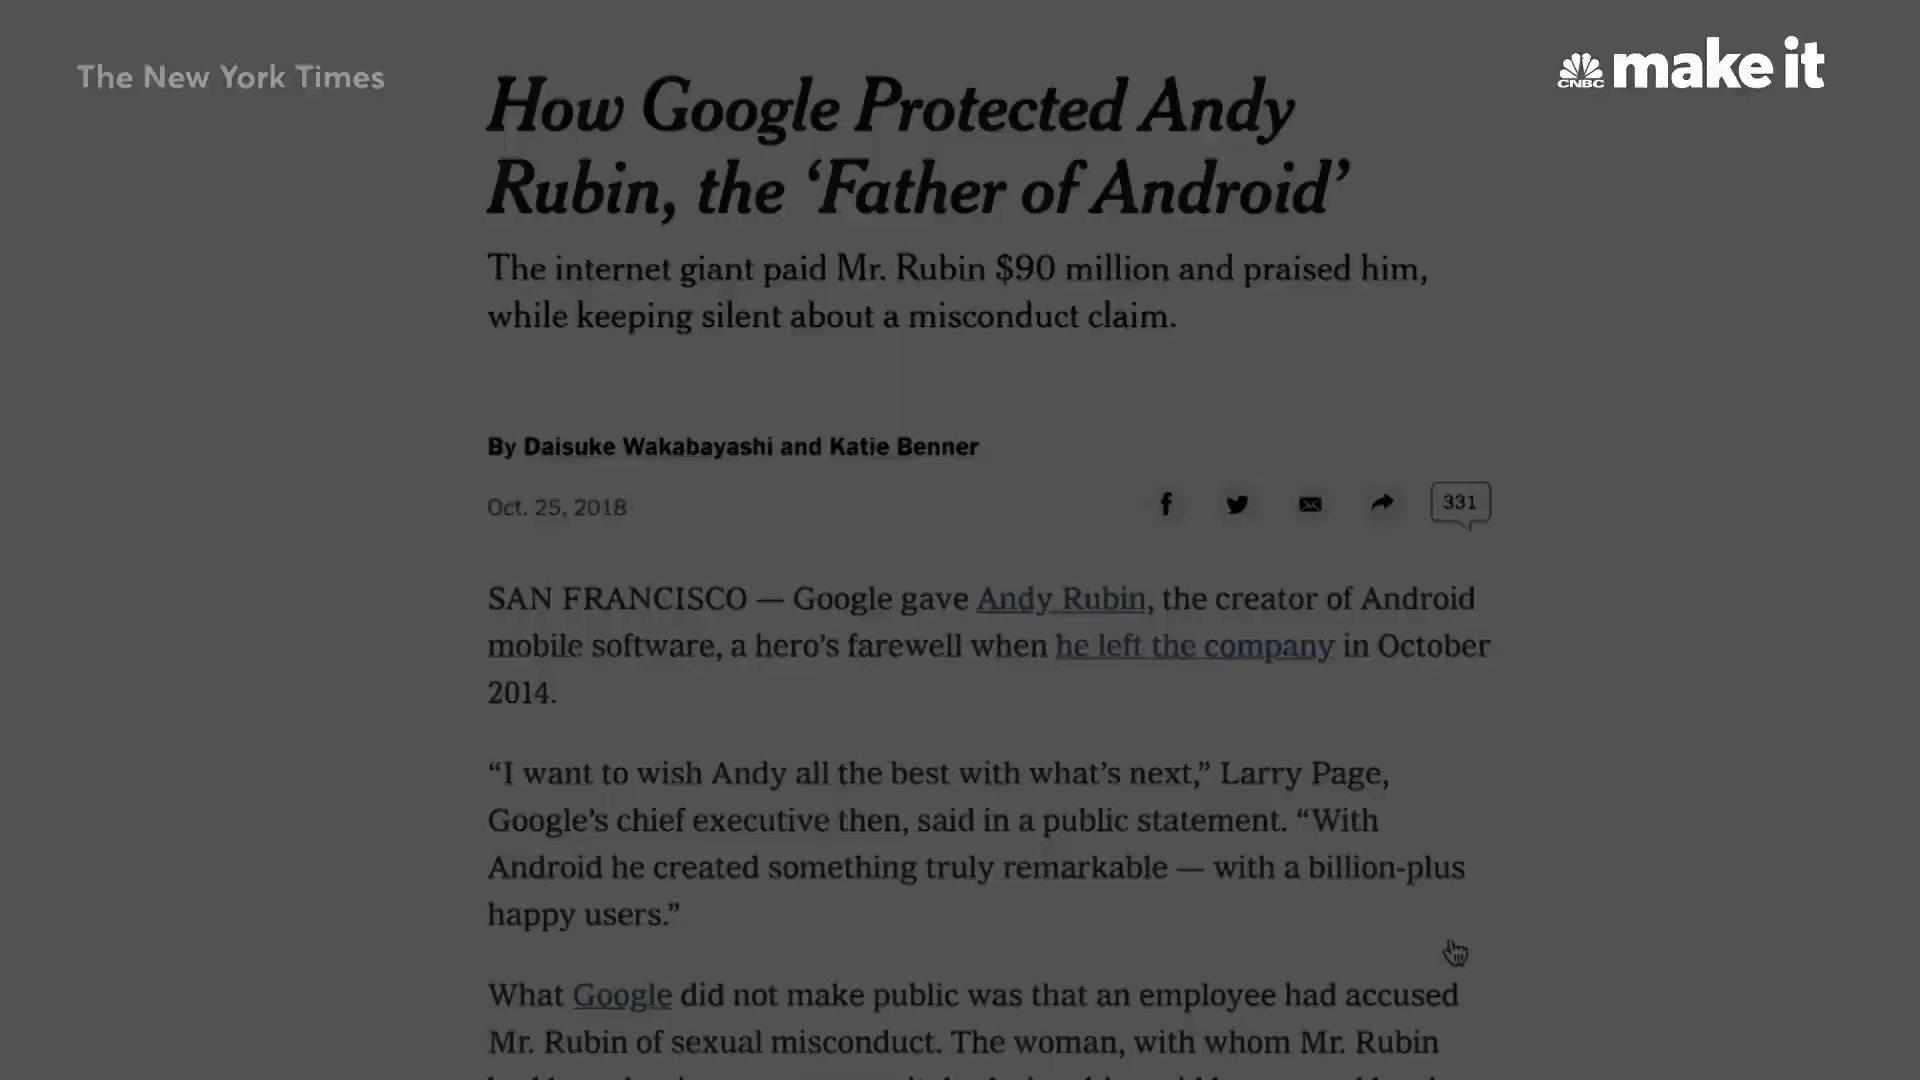 The New York Times
CNBC make it
How Google Protected Andy
Rubin, the ‘Father of Android’
The internet giant paid Mr. Rubin $90 million and praised him,
while keeping silent about a misconduct claim.
By Daisuke Wakabayashi and Katie Benner
Oct. 25, 2018
331
SAN FRANCISCO — Google gave Andy Rubin, the creator of Android
mobile software, a hero’s farewell when he left the company in October
2014.
“I want to wish Andy all the best with what’s next,” Larry Page,
Google’s chief executive then, said in a public statement. “With
Android he created something truly remarkable — with a billion-plus
happy users.”
What Google did not make public was that an employee had accused
Mr. Rubin of sexual misconduct. The woman, with whom Mr. Rubin